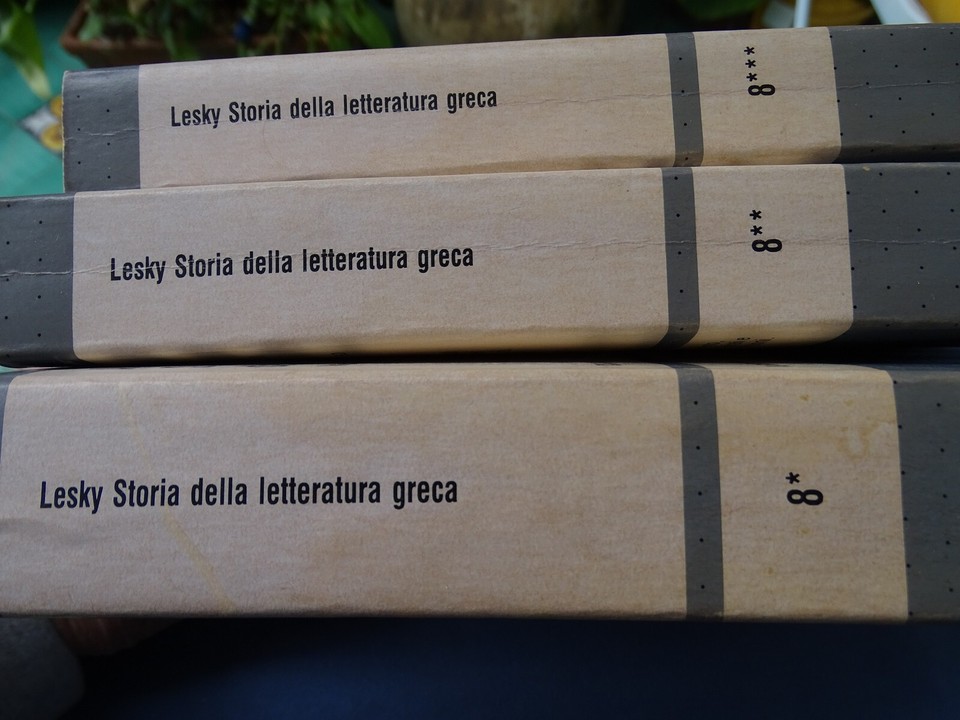 Lesky Storia della letteratura greca 8***
Lesky Storia della letteratura greca 8**
Lesky Storia della letteratura greca 8*